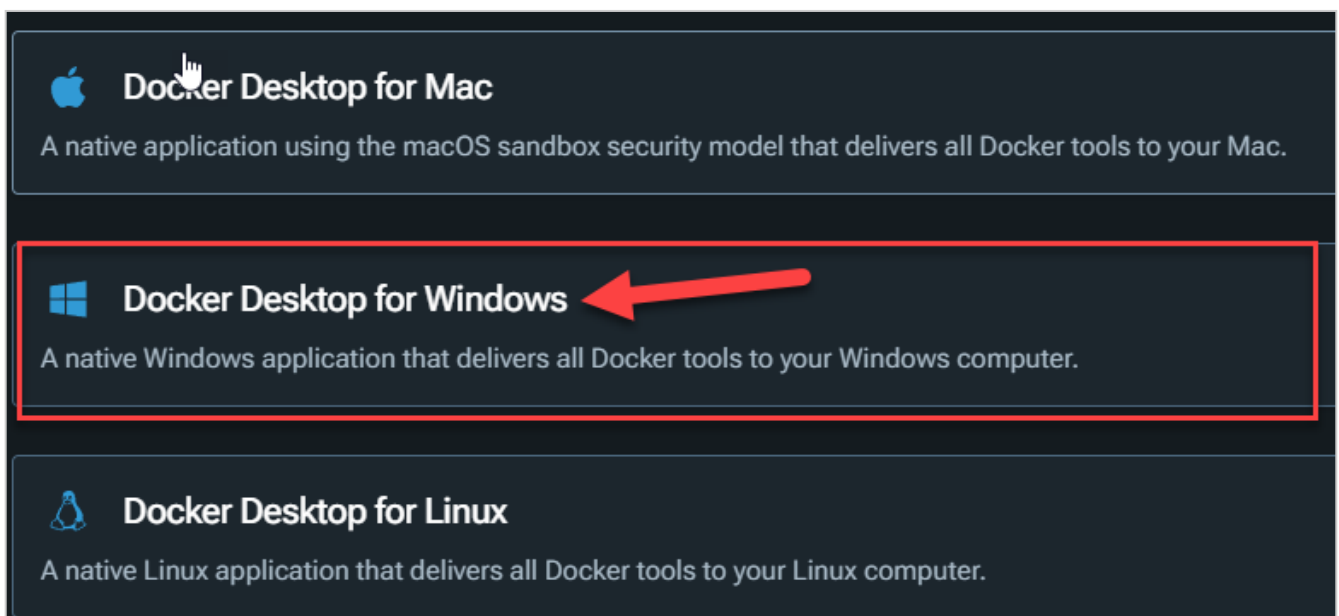 Docker Desktop for Mac
A native application using the macOS sandbox security model that delivers all Docker tools to your Mac.
Docker Desktop for Windows
A native Windows application that delivers all Docker tools to your Windows computer.
Docker Desktop for Linux
A native Linux application that delivers all Docker tools to your Linux computer.